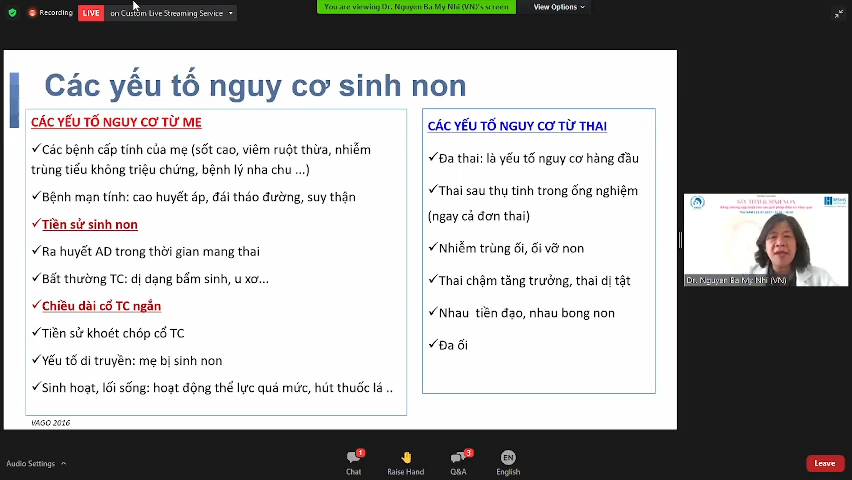 Recording
LIVE
on Custom Live Streaming Service
You are viewing Dr. Nguyen Ba My Nhi (VN)'s screen
View Options
Các yếu tố nguy cơ sinh non
CÁC YẾU TỐ NGUY CƠ TỪ MẸ
✓Các bệnh cấp tính của mẹ (sốt cao, viêm ruột thừa, nhiễm
trùng tiểu không triệu chứng, bệnh lý nha chu ...)
✓Bệnh mạn tính: cao huyết áp, đái tháo đường, suy thận
✓Tiền sử sinh non
✓Ra huyết AD trong thời gian mang thai
✓Bất thường TC: dị dạng bẩm sinh, u xơ...
✓Chiều dài cổ TC ngắn
✓Tiền sử khoét chóp cổ TC
✓Yếu tố di truyền: mẹ bị sinh non
✓Sinh hoạt, lối sống: hoạt động thể lực quá mức, hút thuốc lá ..
VAGO 2016
CÁC YẾU TỐ NGUY CƠ TỪ THAI
✓Đa thai: là yếu tố nguy cơ hàng đầu
✓Thai sau thụ tinh trong ống nghiệm
(ngay cả đơn thai)
✓Nhiễm trùng ối, ối vỡ non
✓Thai chậm tăng trưởng, thai dị tật
✓Nhau tiền đạo, nhau bong non
✓Đa ối
SẨY THAI & SINH NON
Dr. Nguyen Ba My Nhi (VN)
Audio Settings
1
Chat
Raise Hand
3
Q&A
EN
English
Leave